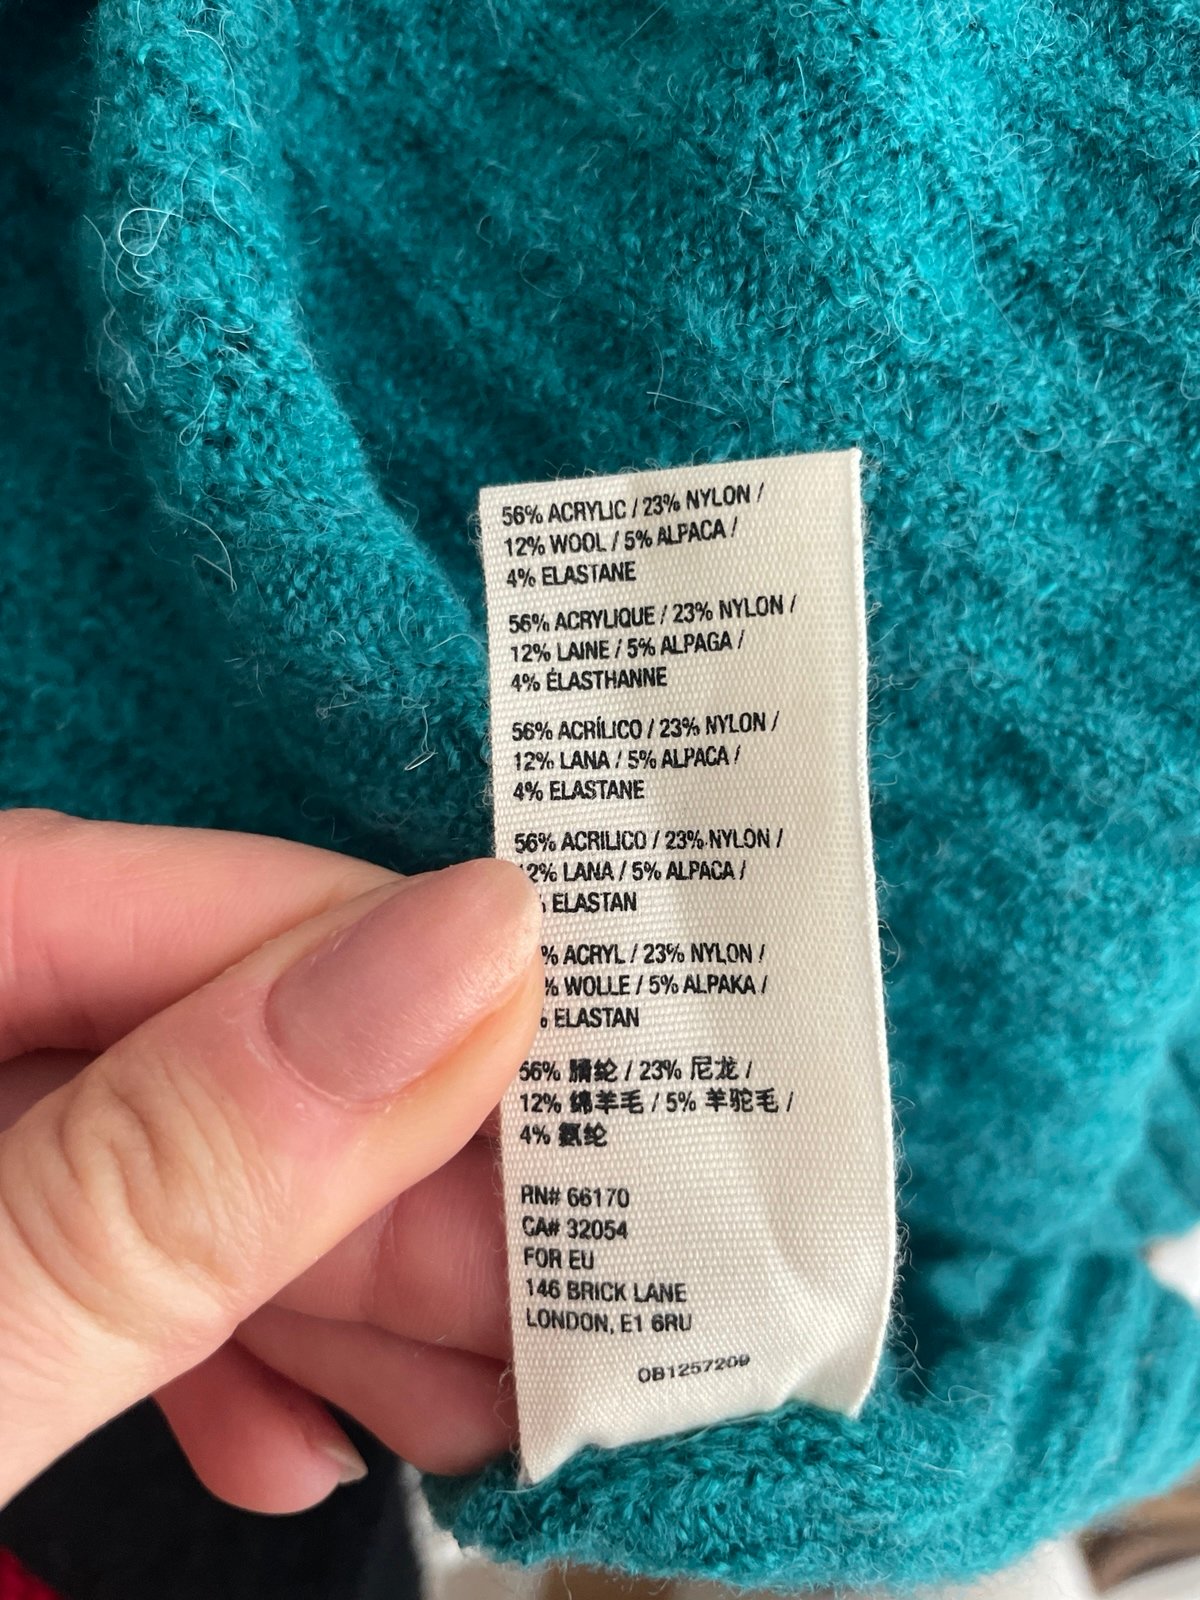 56% ACRYLIC / 23% NYLON /
12% WOOL / 5% ALPACA /
4% ELASTANE
56% ACRYLIQUE / 23% NYLON /
12% LAINE / 5% ALPAGA /
4% ÉLASTHANNE
56% ACRÍLICO / 23% NYLON /
12% LANA / 5% ALPACA /
4% ELASTANE
56% ACRILICO / 23% NYLON /
2% LANA / 5% ALPACA /
% ELASTAN
% ACRYL / 23% NYLON /
% WOLLE / 5% ALPAKA /
ELASTAN
56% 腈纶 / 23% 尼龙 /
12% 绵羊毛 / 5% 羊驼毛 /
4% 氨纶
RN# 66170
CA# 32054
FOR EU
146 BRICK LANE
LONDON, E1 6RU
OB1257209